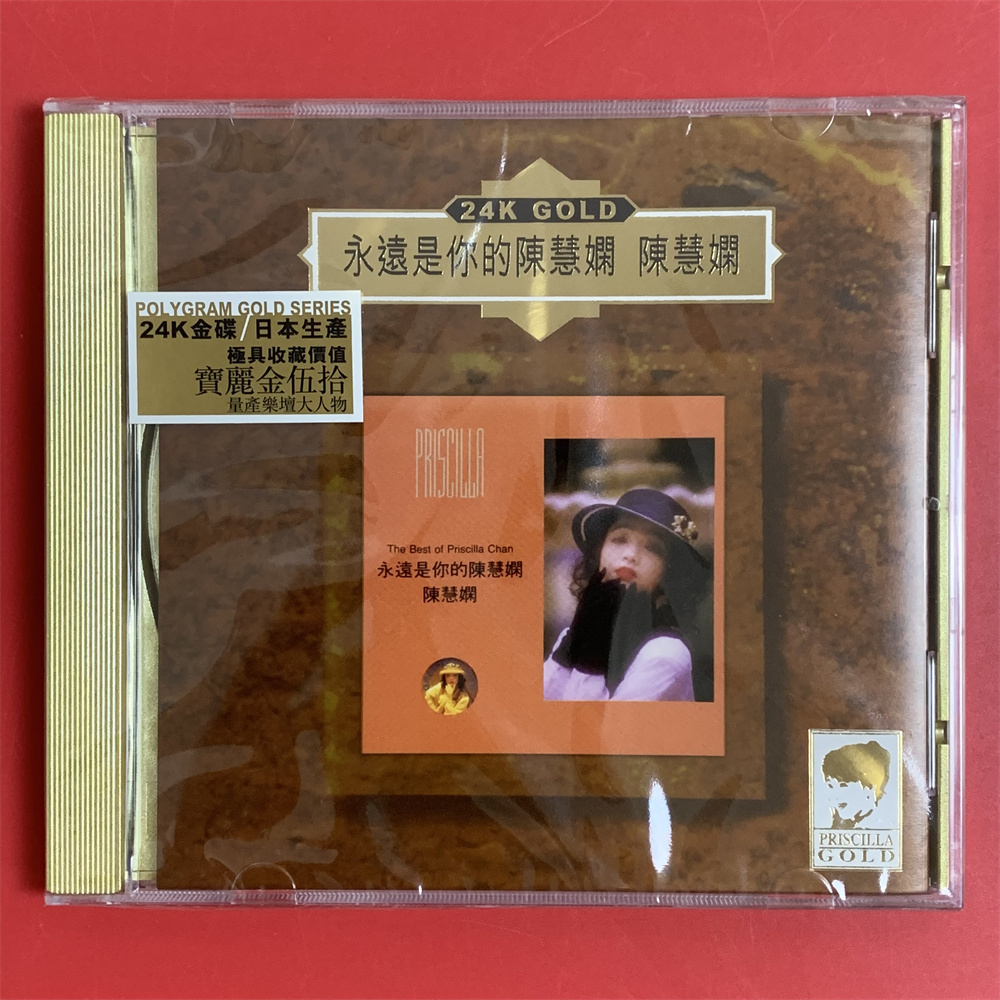 24K GOLD
永遠是你的陳慧嫻 陳慧嫻
POLYGRAM GOLD SERIES
24K金碟/日本生產
極具收藏價值
寶麗金伍拾
量產樂壇大人物
PRISCILLA
The Best of Priscilla Chan
永遠是你的陳慧嫻
陳慧嫻
PRISCILLA
GOLD